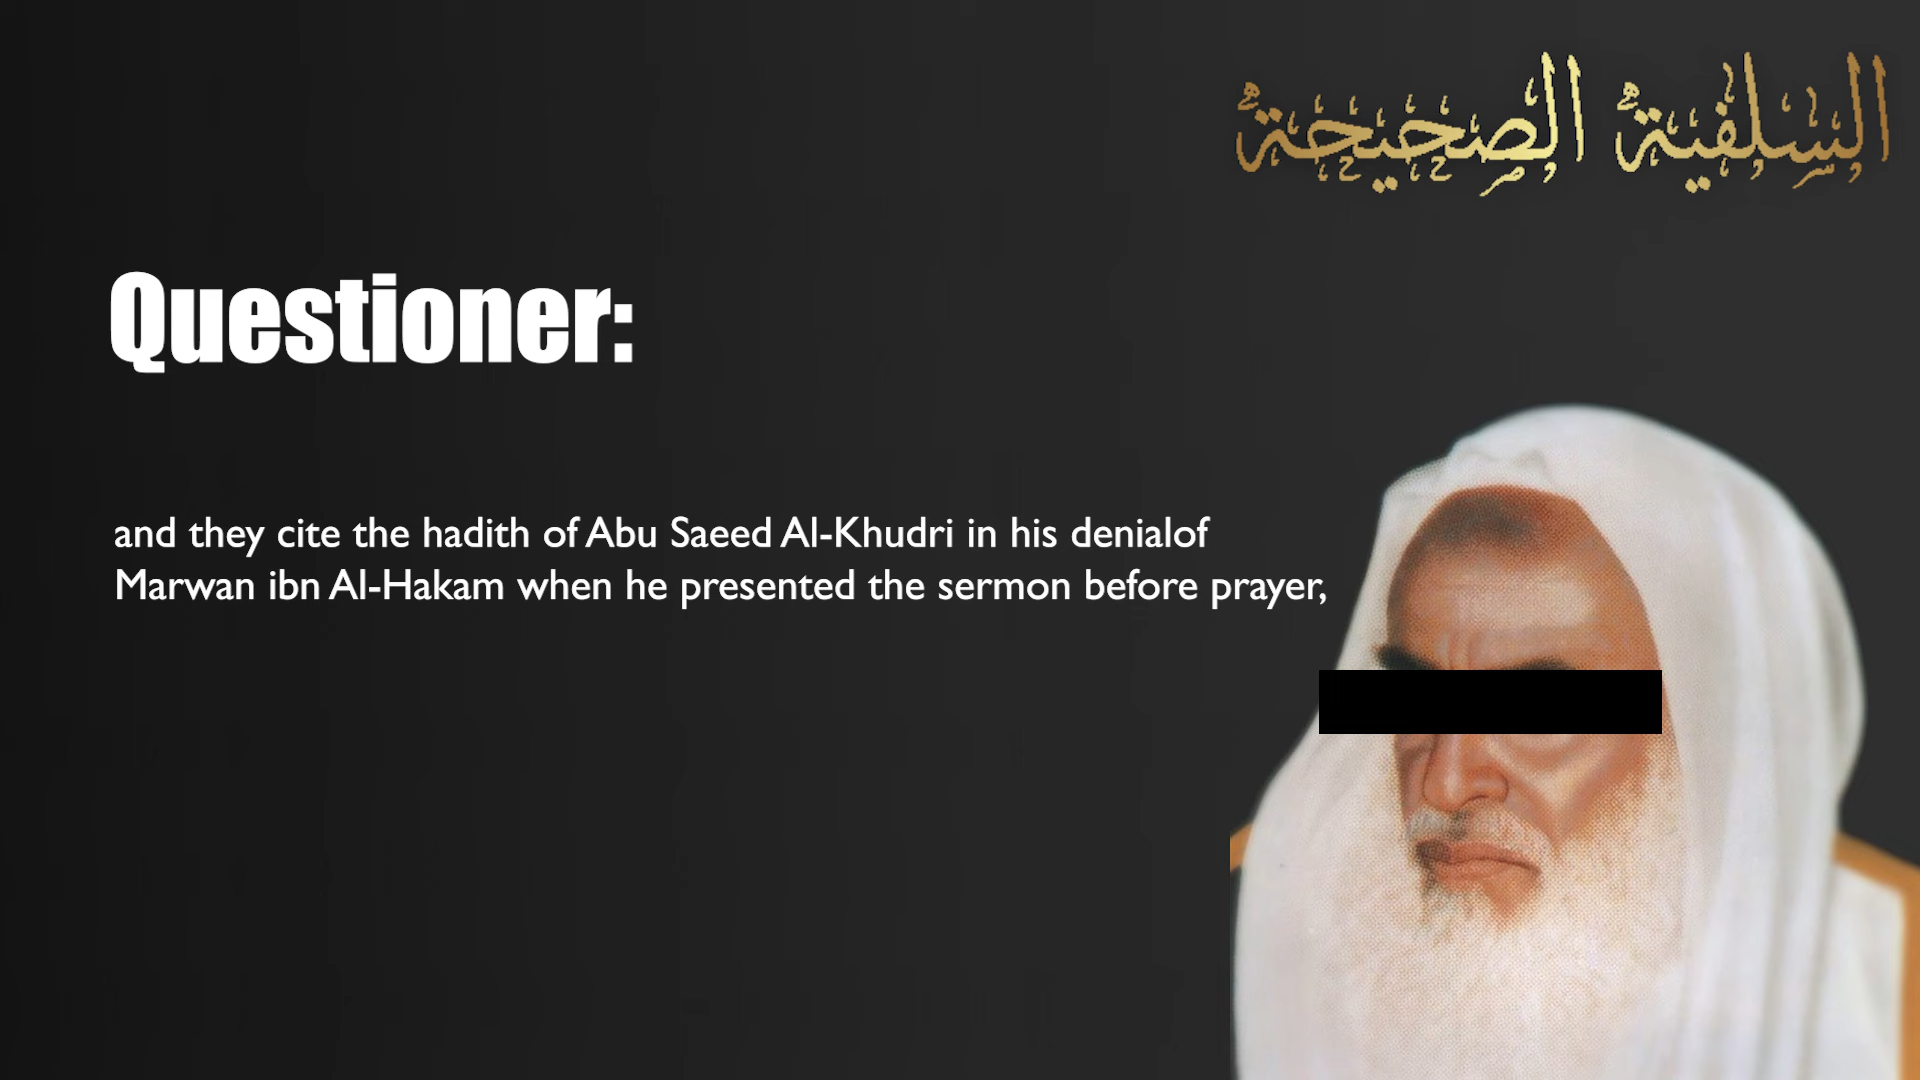 السلفية الصحيحة
Questioner:
and they cite the hadith of Abu Saeed Al-Khudri in his denialof
Marwan ibn Al-Hakam when he presented the sermon before prayer,